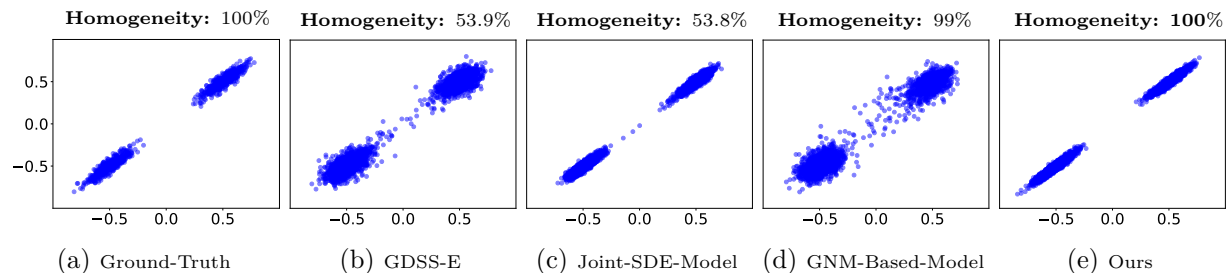 Homogeneity: 100% Homogeneity: 53.9% Homogeneity: 53.8% Homogeneity: 99% Homogeneity: 100%
0.5
0.0
−0.5
−0.5 0.0 0.5 −0.5 0.0 0.5 −0.5 0.0 0.5 −0.5 0.0 0.5 −0.5 0.0 0.5
(a) Ground-Truth (b) GDSS-E (c) Joint-SDE-Model (d) GNM-Based-Model (e) Ours